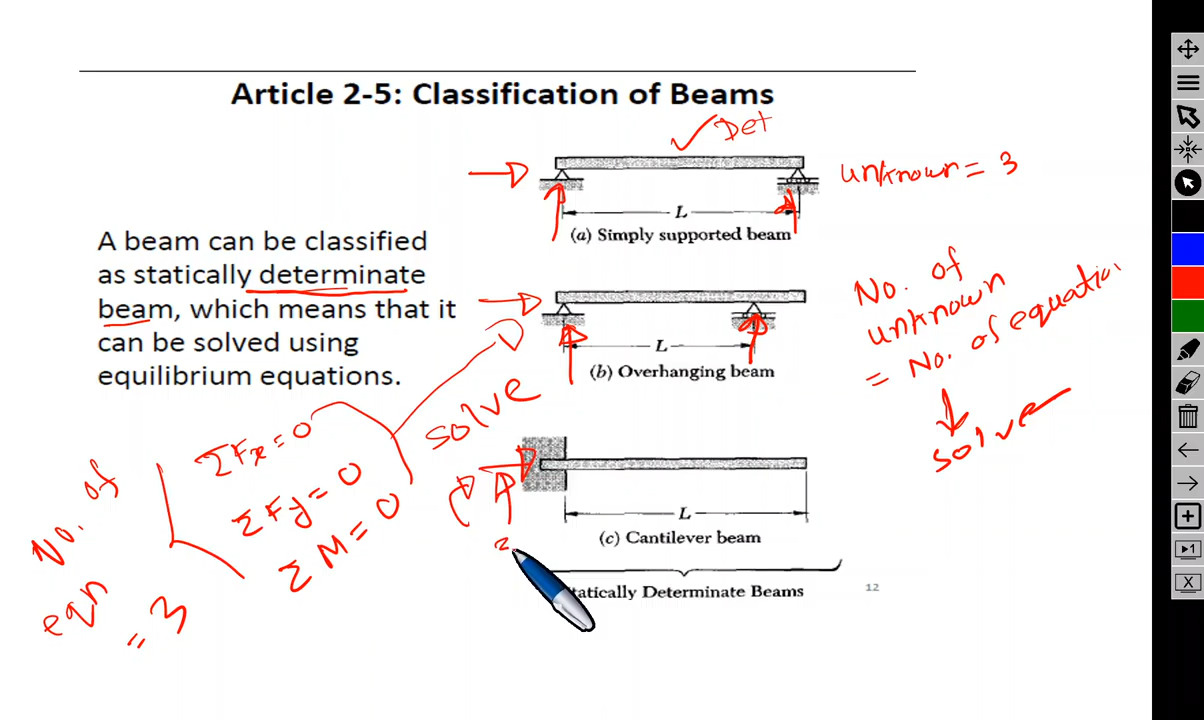 Article 2-5: Classification of Beams
✓ Det
unknown = 3
L
(a) Simply supported beam
A beam can be classified
as statically determinate
beam, which means that it
can be solved using
equilibrium equations.
L
(b) Overhanging beam
No. of
unknown
= No. of equation
solve
solve
ΣFx = 0
ΣFy = 0
ΣM = 0
No. of
eqn
= 3
L
(c) Cantilever beam
tatically Determinate Beams
12